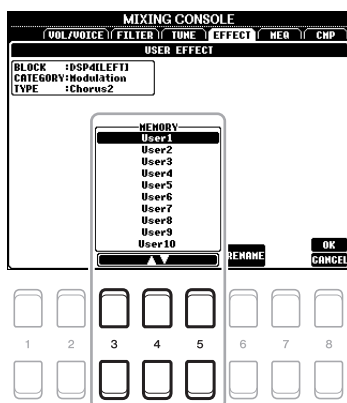 MIXING CONSOLE
VOL/VOICE FILTER TUNE EFFECT MEQ CMP
USER EFFECT
BLOCK :DSP4[LEFT]
CATEGORY:Modulation
TYPE :Chorus2
MEMORY
User1
User2
User3
User4
User5
User6
User7
User8
User9
User10
▲▼
RENAME
OK
CANCEL
1 2 3 4 5 6 7 8